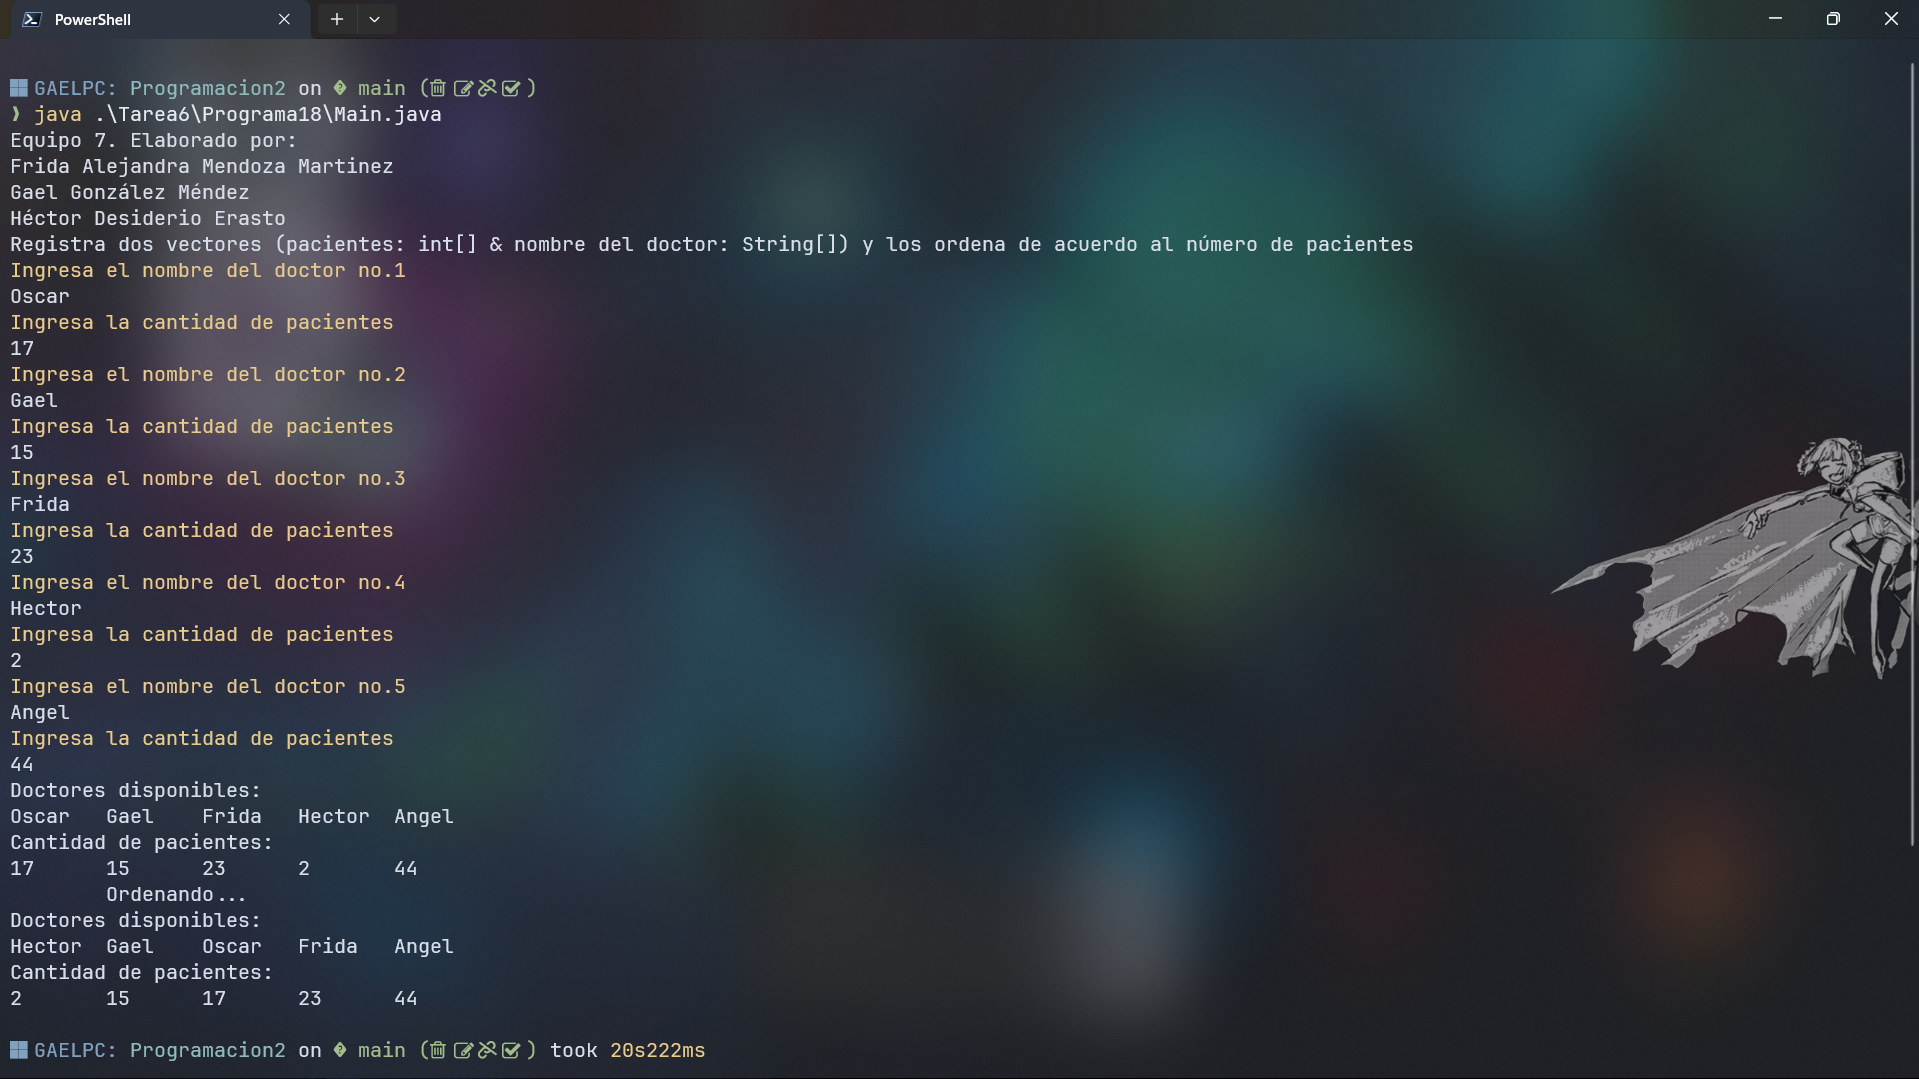 PowerShell
GAELPC: Programacion2 on main ( )
❯ java .\Tarea6\Programa18\Main.java
Equipo 7. Elaborado por:
Frida Alejandra Mendoza Martinez
Gael González Méndez
Héctor Desiderio Erasto
Registra dos vectores (pacientes: int[] & nombre del doctor: String[]) y los ordena de acuerdo al número de pacientes
Ingresa el nombre del doctor no.1
Oscar
Ingresa la cantidad de pacientes
17
Ingresa el nombre del doctor no.2
Gael
Ingresa la cantidad de pacientes
15
Ingresa el nombre del doctor no.3
Frida
Ingresa la cantidad de pacientes
23
Ingresa el nombre del doctor no.4
Hector
Ingresa la cantidad de pacientes
2
Ingresa el nombre del doctor no.5
Angel
Ingresa la cantidad de pacientes
44
Doctores disponibles:
Oscar Gael Frida Hector Angel
Cantidad de pacientes:
17 15 23 2 44
Ordenando...
Doctores disponibles:
Hector Gael Oscar Frida Angel
Cantidad de pacientes:
2 15 17 23 44
GAELPC: Programacion2 on main ( ) took 20s222ms